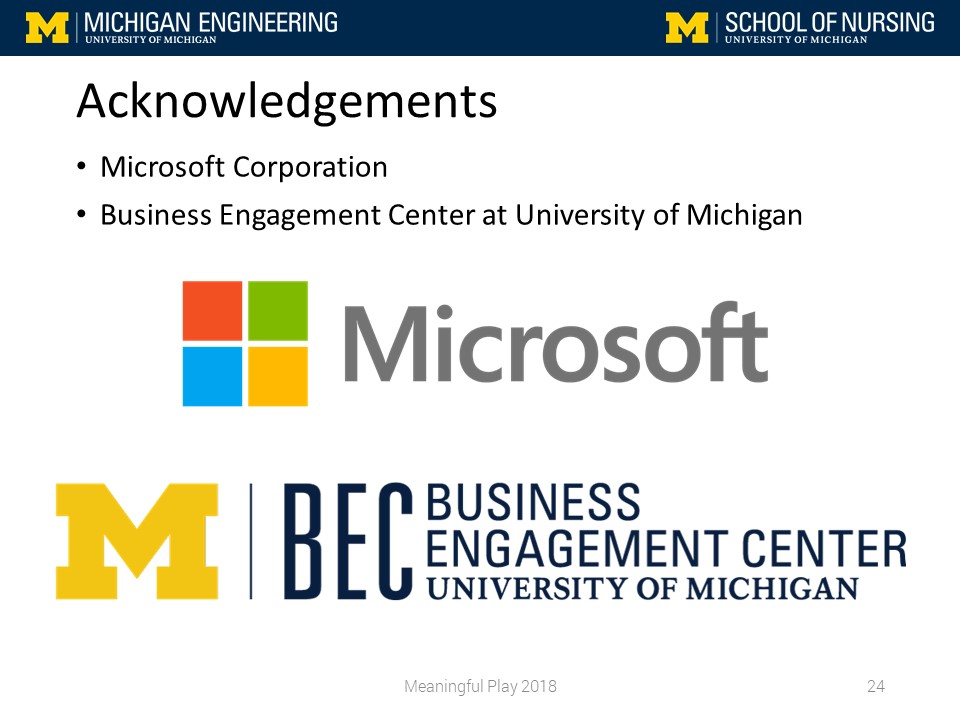 M | MICHIGAN ENGINEERING
UNIVERSITY OF MICHIGAN
M | SCHOOL OF NURSING
UNIVERSITY OF MICHIGAN
Acknowledgements
• Microsoft Corporation
• Business Engagement Center at University of Michigan
Microsoft
M | BEC BUSINESS
ENGAGEMENT CENTER
UNIVERSITY OF MICHIGAN
Meaningful Play 2018
24